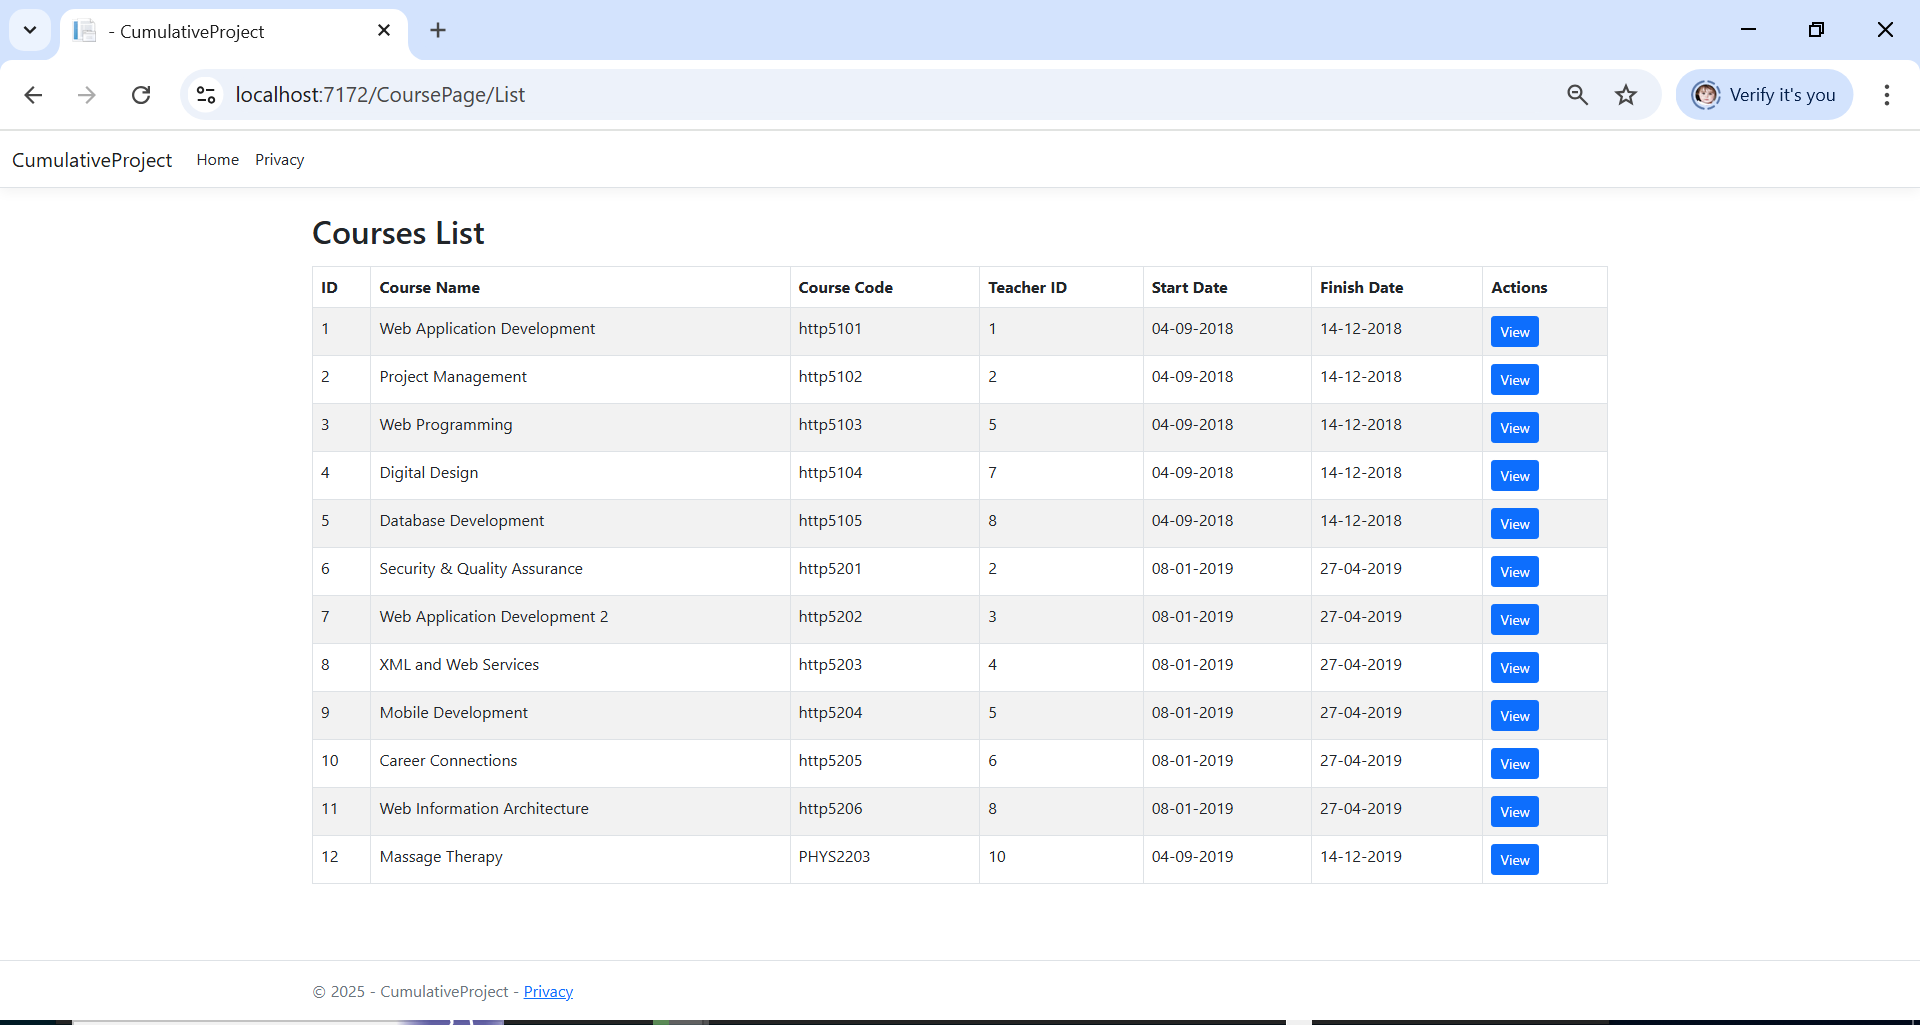 - CumulativeProject
localhost:7172/CoursePage/List
Verify it's you
CumulativeProject Home Privacy
Courses List
ID Course Name Course Code Teacher ID Start Date Finish Date Actions
1 Web Application Development http5101 1 04-09-2018 14-12-2018 View
2 Project Management http5102 2 04-09-2018 14-12-2018 View
3 Web Programming http5103 5 04-09-2018 14-12-2018 View
4 Digital Design http5104 7 04-09-2018 14-12-2018 View
5 Database Development http5105 8 04-09-2018 14-12-2018 View
6 Security & Quality Assurance http5201 2 08-01-2019 27-04-2019 View
7 Web Application Development 2 http5202 3 08-01-2019 27-04-2019 View
8 XML and Web Services http5203 4 08-01-2019 27-04-2019 View
9 Mobile Development http5204 5 08-01-2019 27-04-2019 View
10 Career Connections http5205 6 08-01-2019 27-04-2019 View
11 Web Information Architecture http5206 8 08-01-2019 27-04-2019 View
12 Massage Therapy PHYS2203 10 04-09-2019 14-12-2019 View
© 2025 - CumulativeProject - Privacy